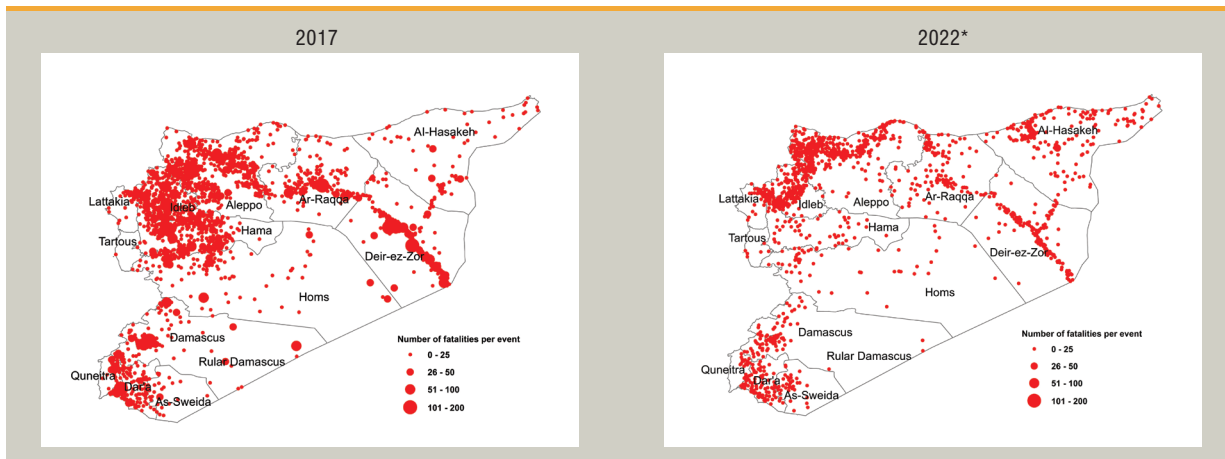 2017
Al-Hasakeh
Lattakia
Idleb
Aleppo
Ar-Raqqa
Tartous
Hama
Deir-ez-Zor
Homs
Damascus
Rular Damascus
Quneitra
Dar'a
As-Sweida
Number of fatalities per event
0 - 25
26 - 50
51 - 100
101 - 200
2022*
Al-Hasakeh
Lattakia
Idleb
Aleppo
Ar-Raqqa
Tartous
Hama
Deir-ez-Zor
Homs
Damascus
Rular Damascus
Quneitra
Dar'a
As-Sweida
Number of fatalities per event
0 - 25
26 - 50
51 - 100
101 - 200